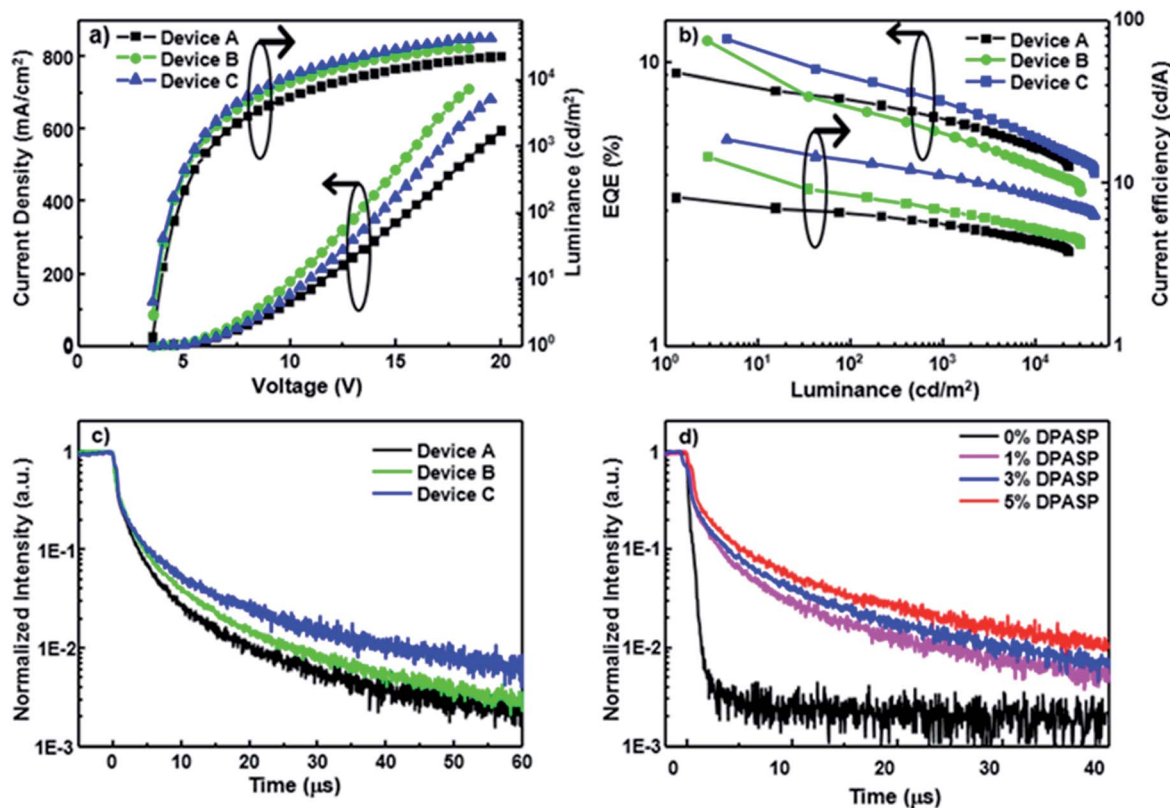 a)
Device A
Device B
Device C
Current Density (mA/cm²)
800
600
400
200
0
5
10
15
20
Voltage (V)
10⁴
10³
10²
10¹
10⁰
Luminance (cd/m²)
b)
Device A
Device B
Device C
EQE (%)
10
1
10⁰
10¹
10²
10³
10⁴
Luminance (cd/m²)
100
10
1
Current efficiency (cd/A)
c)
Device A
Device B
Device C
Normalized Intensity (a.u.)
1
1E-1
1E-2
1E-3
0
10
20
30
40
50
60
Time (μs)
d)
0% DPASP
1% DPASP
3% DPASP
5% DPASP
Normalized Intensity (a.u.)
1
1E-1
1E-2
1E-3
0
10
20
30
40
Time (μs)